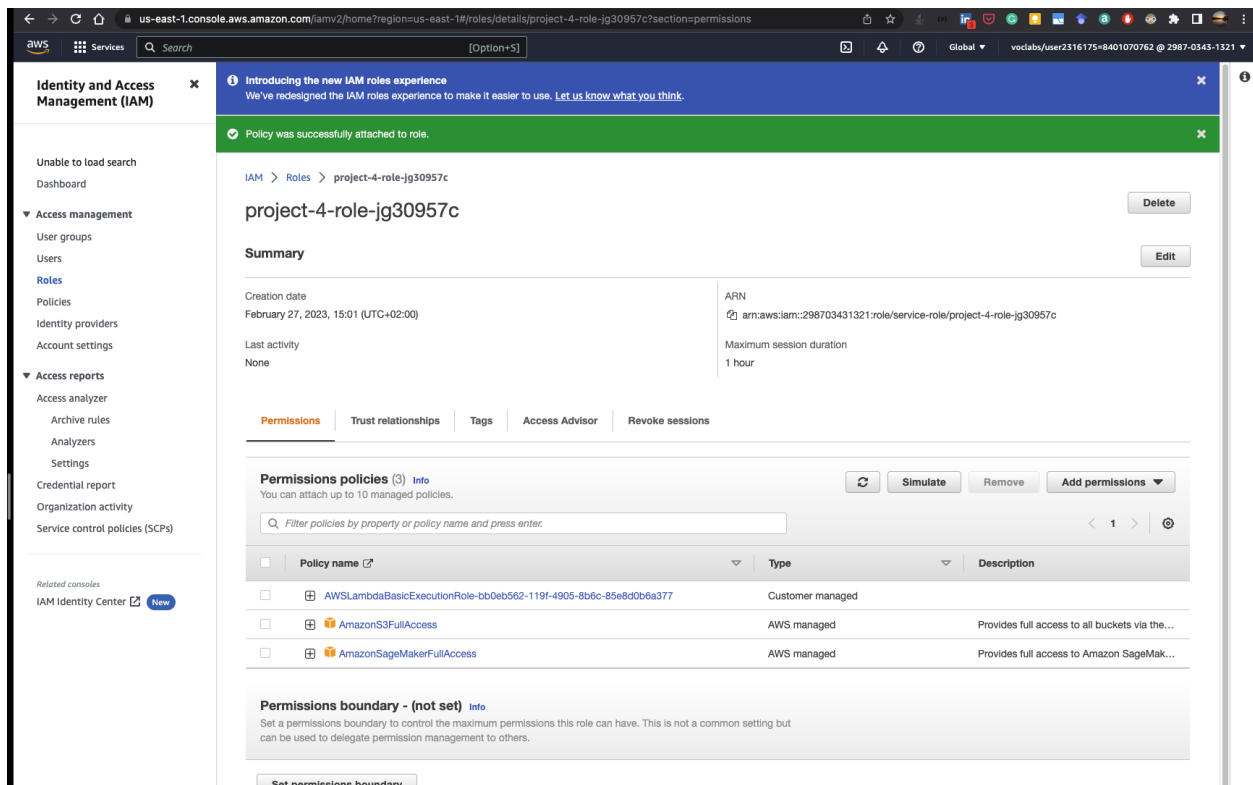 us-east-1.console.aws.amazon.com/iamv2/home?region=us-east-1#/roles/details/project-4-role-jg30957c?section=permissions
aws Services Search [Option+S] Global voclabs/user2316175=8401070762 @ 2987-0343-1321
Identity and Access
Management (IAM)
Unable to load search
Dashboard
Access management
User groups
Users
Roles
Policies
Identity providers
Account settings
Access reports
Access analyzer
Archive rules
Analyzers
Settings
Credential report
Organization activity
Service control policies (SCPs)
Related consoles
IAM Identity Center New
Introducing the new IAM roles experience
We've redesigned the IAM roles experience to make it easier to use. Let us know what you think.
Policy was successfully attached to role.
IAM > Roles > project-4-role-jg30957c
project-4-role-jg30957c
Delete
Summary
Edit
Creation date
February 27, 2023, 15:01 (UTC+02:00)
ARN
arn:aws:iam::298703431321:role/service-role/project-4-role-jg30957c
Last activity
None
Maximum session duration
1 hour
Permissions Trust relationships Tags Access Advisor Revoke sessions
Permissions policies (3) Info
You can attach up to 10 managed policies.
Simulate Remove Add permissions
Filter policies by property or policy name and press enter.
1
Policy name Type Description
AWSLambdaBasicExecutionRole-bb0eb562-119f-4905-8b6c-85e8d0b6a377 Customer managed
AmazonS3FullAccess AWS managed Provides full access to all buckets via the...
AmazonSageMakerFullAccess AWS managed Provides full access to Amazon SageMak...
Permissions boundary - (not set) Info
Set a permissions boundary to control the maximum permissions this role can have. This is not a common setting but
can be used to delegate permission management to others.
Set permissions boundary